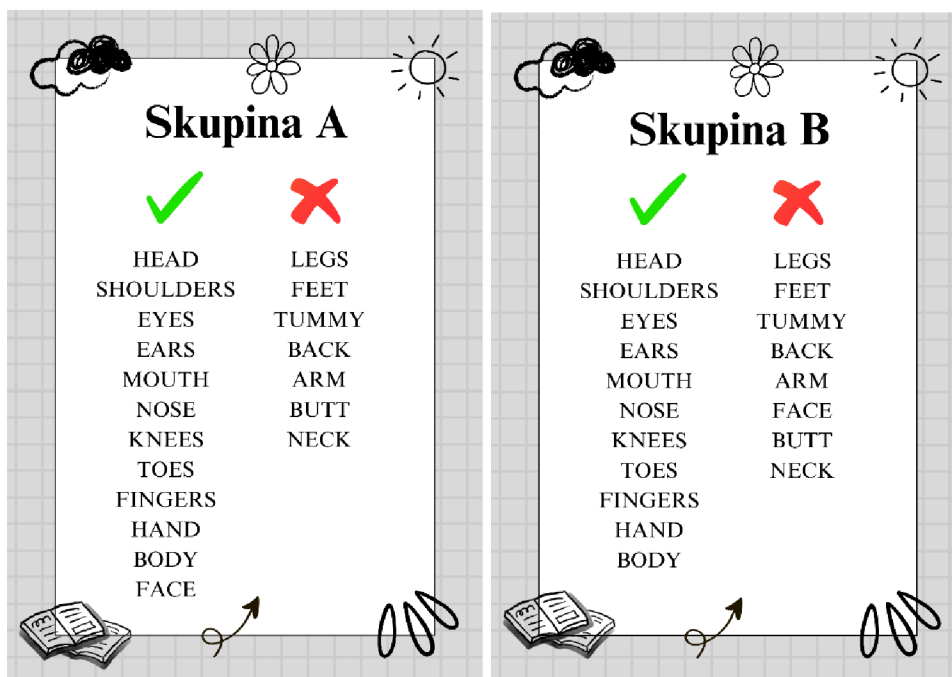 Skupina A
HEAD LEGS
SHOULDERS FEET
EYES TUMMY
EARS BACK
MOUTH ARM
NOSE BUTT
KNEES NECK
TOES
FINGERS
HAND
BODY
FACE
Skupina B
HEAD LEGS
SHOULDERS FEET
EYES TUMMY
EARS BACK
MOUTH ARM
NOSE FACE
KNEES BUTT
TOES NECK
FINGERS
HAND
BODY